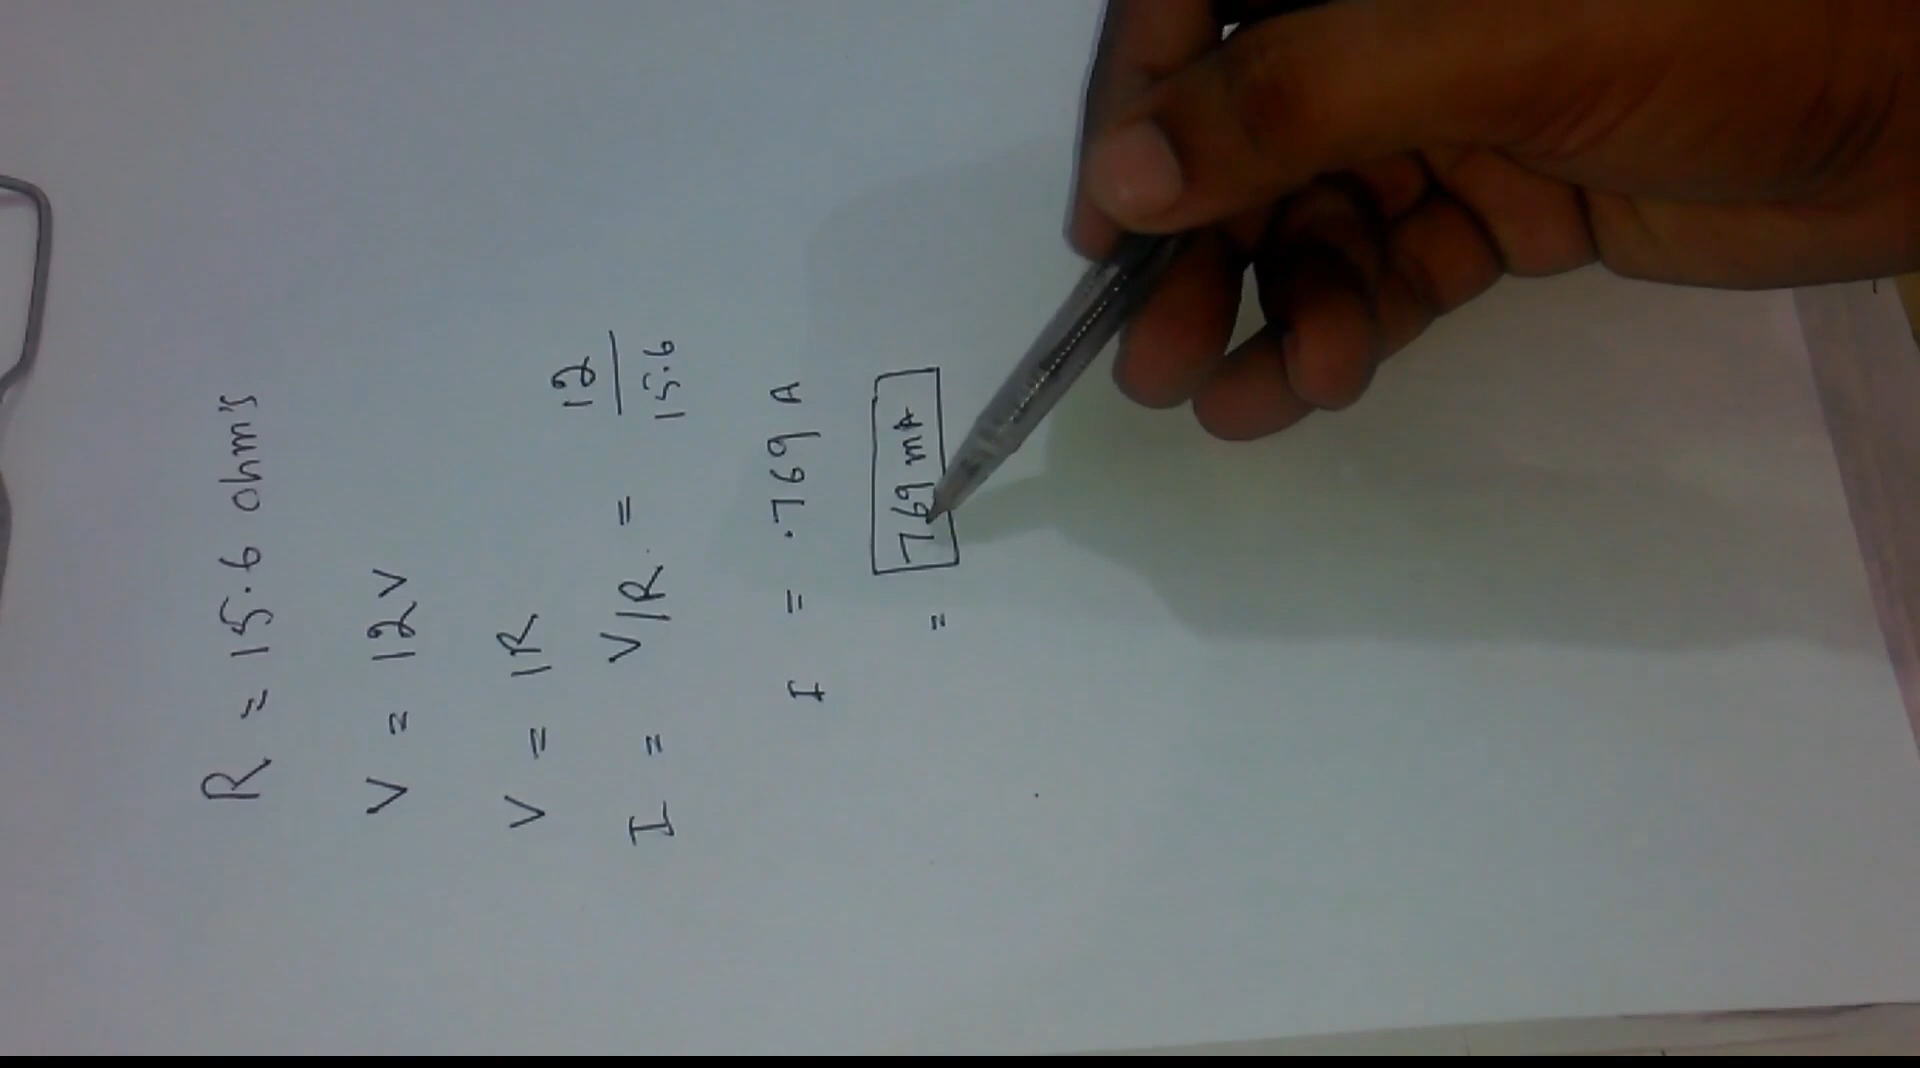 R = 15.6 ohm's
V = 12V
V = IR
I = V/R = 12/15.6
I = .769 A
= 769 mA